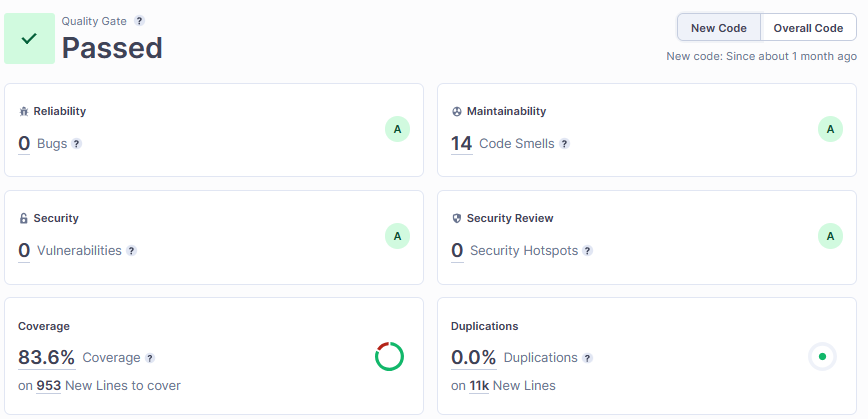 Quality Gate ?
Passed
New Code Overall Code
New code: Since about 1 month ago
Reliability
0 Bugs ?
A
Maintainability
14 Code Smells ?
A
Security
0 Vulnerabilities ?
A
Security Review
0 Security Hotspots ?
A
Coverage
83.6% Coverage ?
on 953 New Lines to cover
Duplications
0.0% Duplications ?
on 11k New Lines